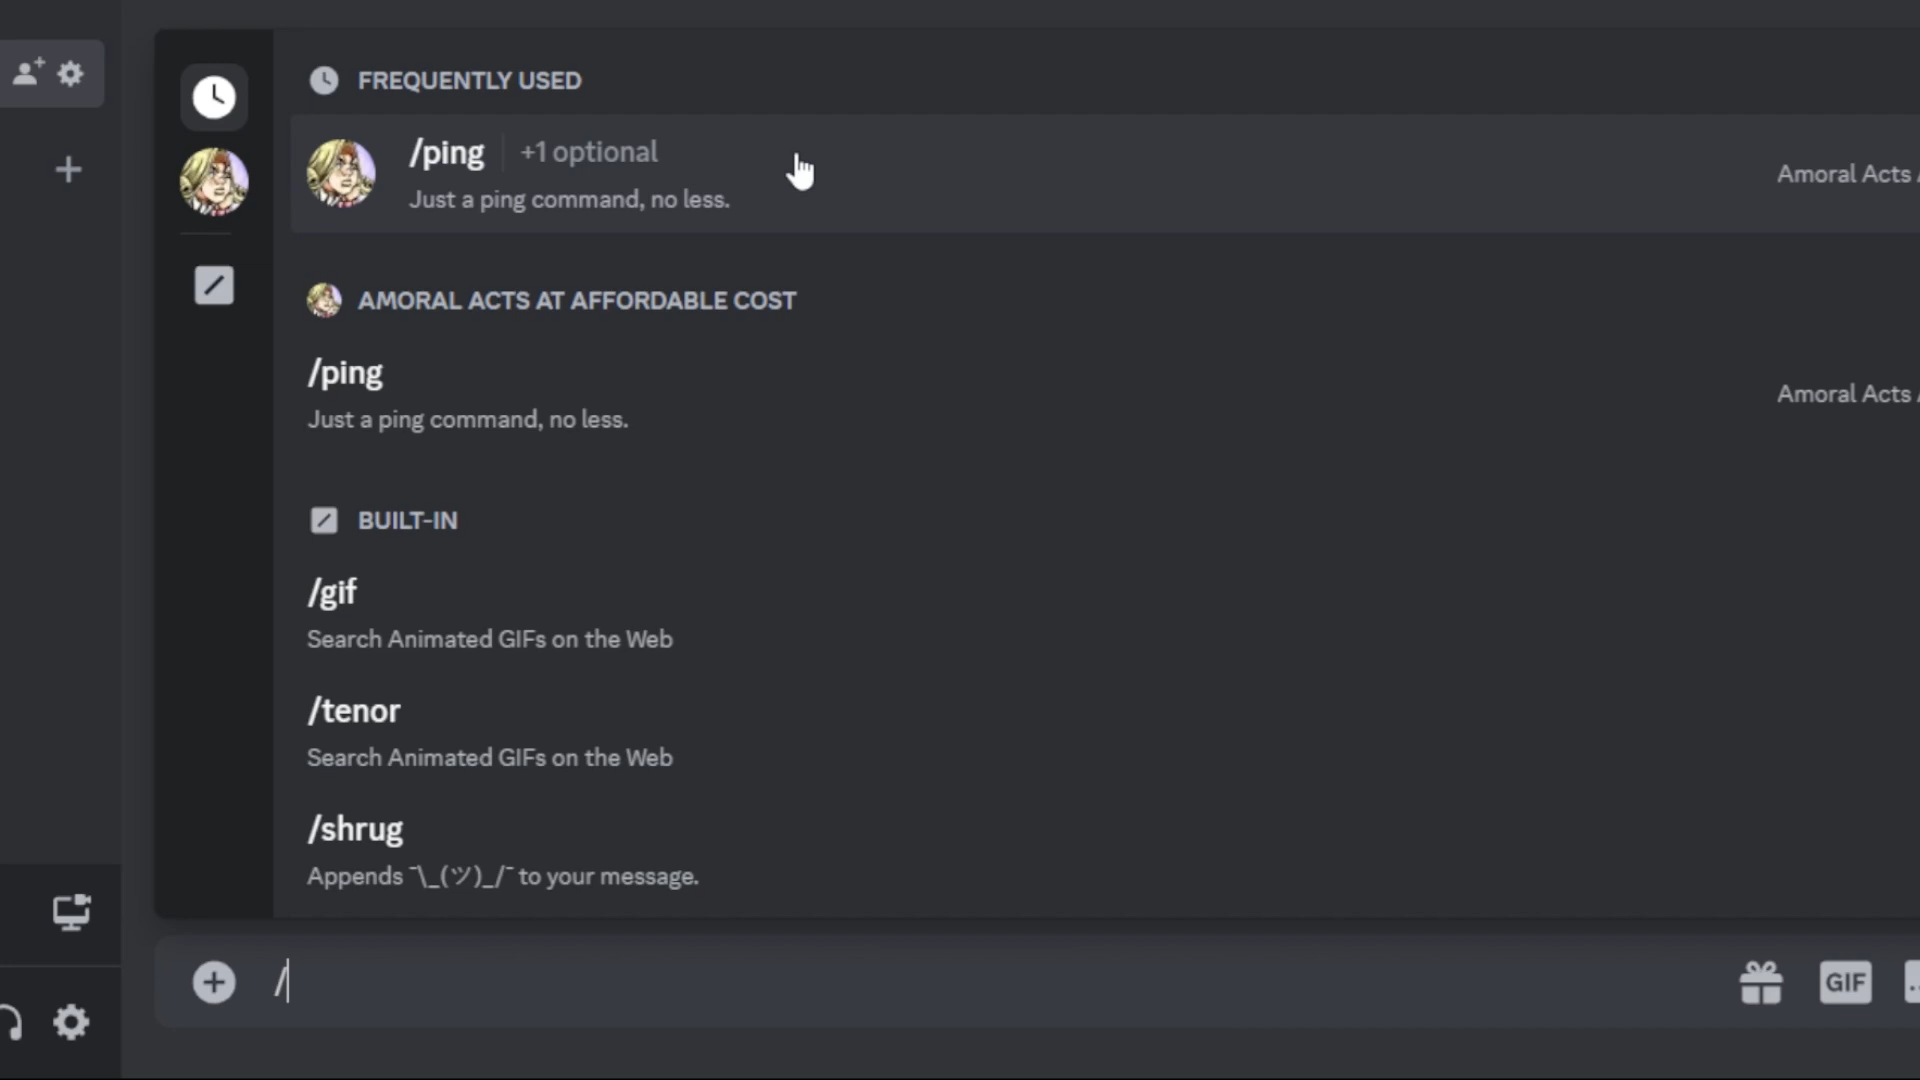 FREQUENTLY USED
/ping +1 optional
Just a ping command, no less.
Amoral Acts
AMORAL ACTS AT AFFORDABLE COST
/ping
Just a ping command, no less.
Amoral Acts
BUILT-IN
/gif
Search Animated GIFs on the Web
/tenor
Search Animated GIFs on the Web
/shrug
Appends ¯\_(ツ)_/¯ to your message.
/
GIF